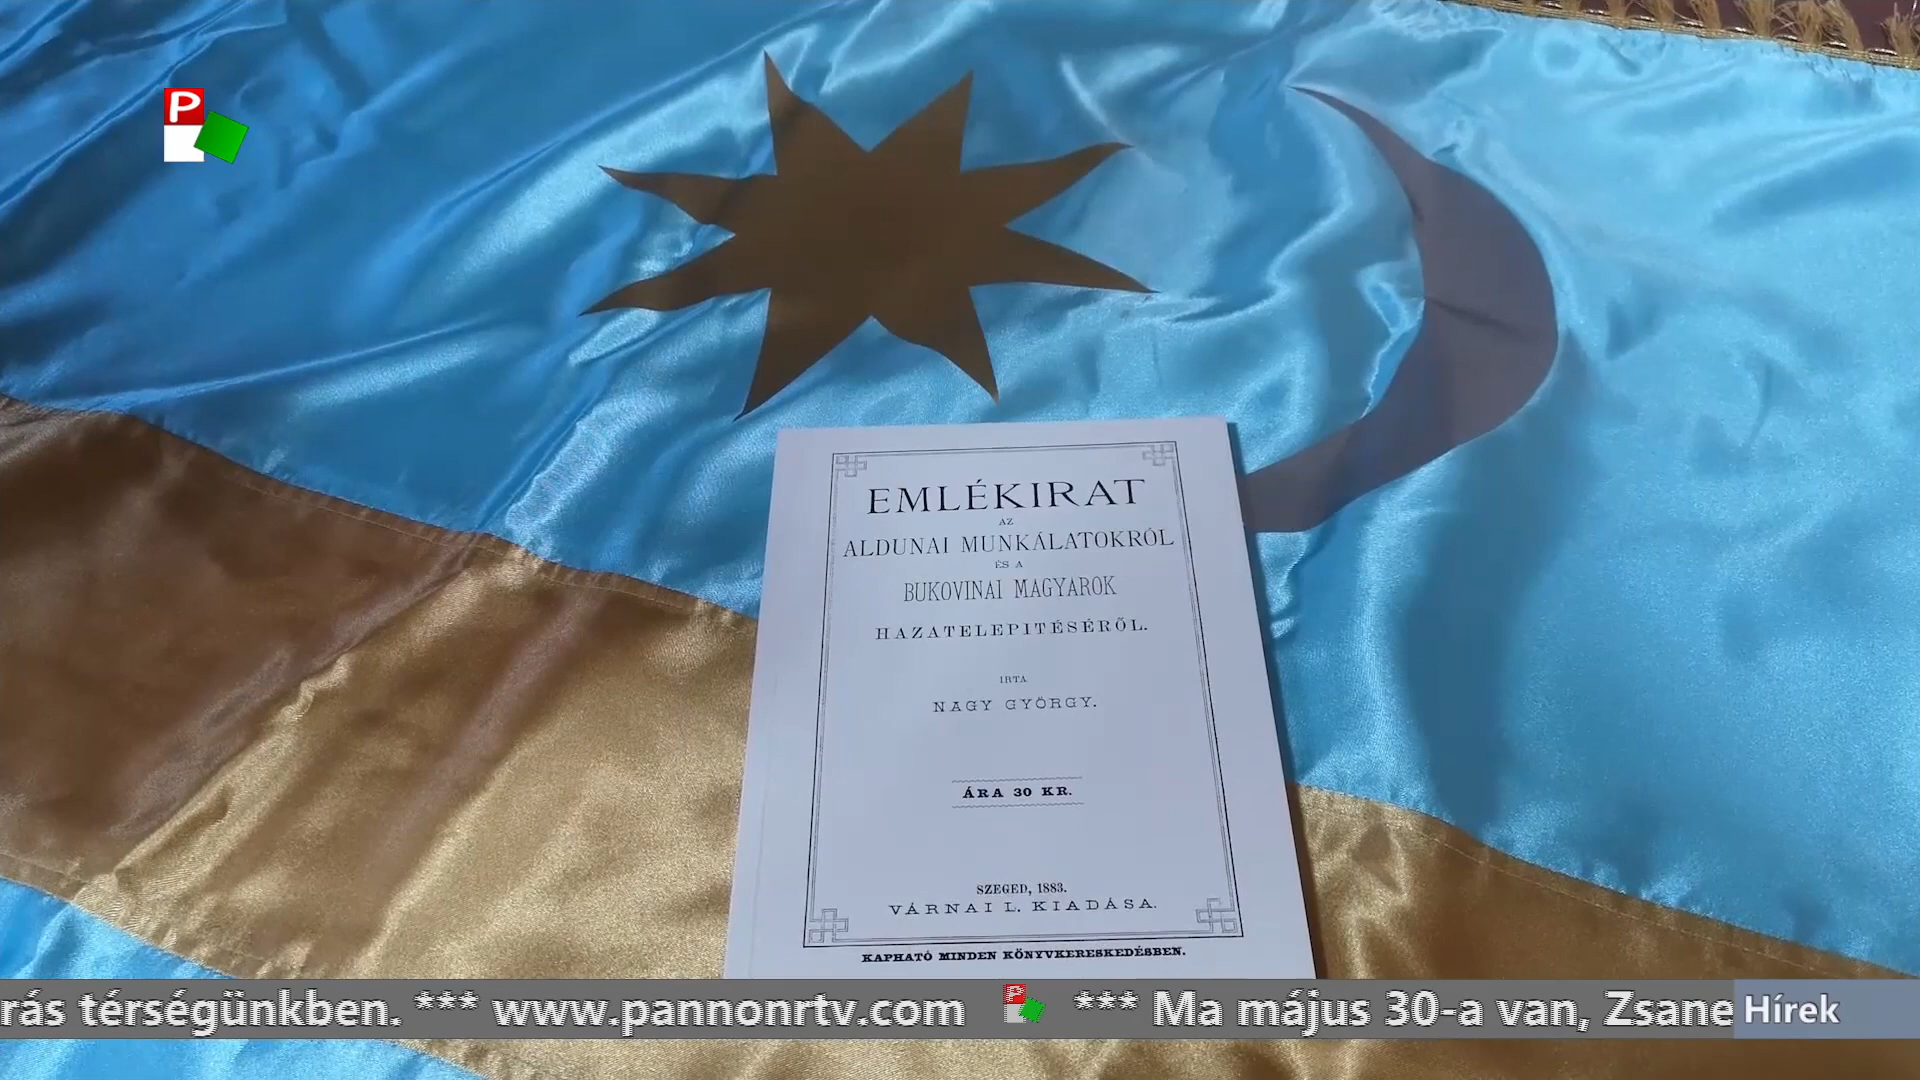 P
EMLÉKIRAT
AZ
ALDUNAI MUNKÁLATOKRÓL
ÉS A
BUKOVINAI MAGYAROK
HAZATELEPITÉSÉRŐL.
IRTA
NAGY GYÖRGY.
ÁRA 30 KR.
SZEGED, 1883.
VÁRNAI L. KIADÁSA.
KAPHATÓ MINDEN KÖNYVKERESKEDÉSBEN.
rás térségünkben. *** www.pannonrtv.com P *** Ma május 30-a van, Zsane
Hírek